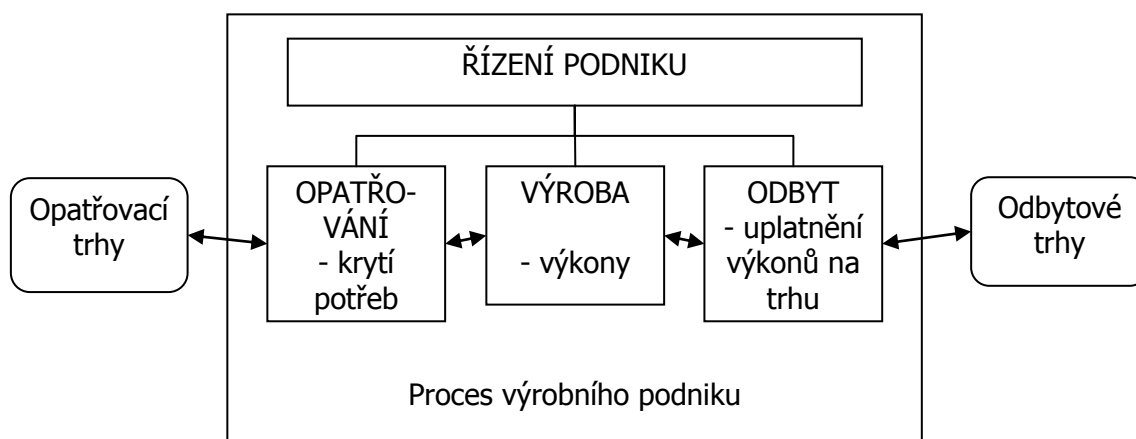 ŘÍZENÍ PODNIKU
Opatřovací
trhy
OPATŘO-
VÁNÍ
- krytí
potřeb
VÝROBA
- výkony
ODBYT
- uplatnění
výkonů na
trhu
Odbytové
trhy
Proces výrobního podniku